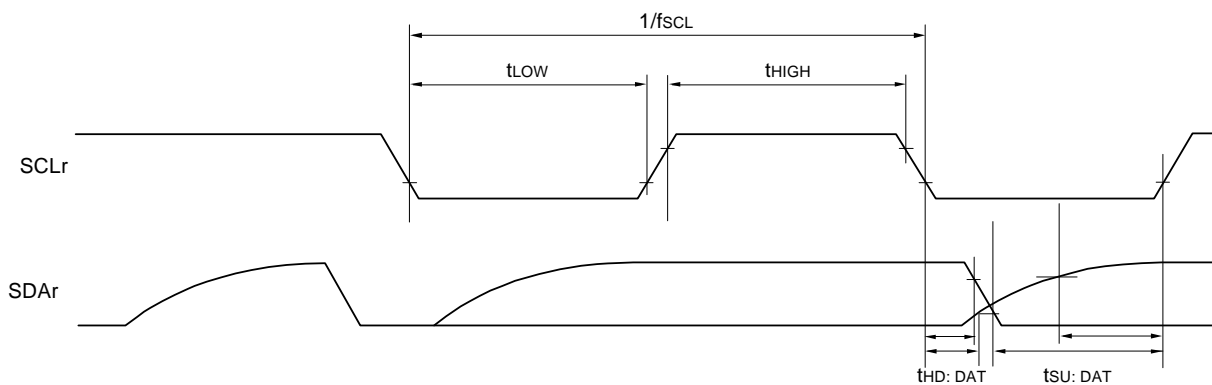 1/fSCL
tLOW
tHIGH
SCLr
SDAr
tHD: DAT
tSU: DAT